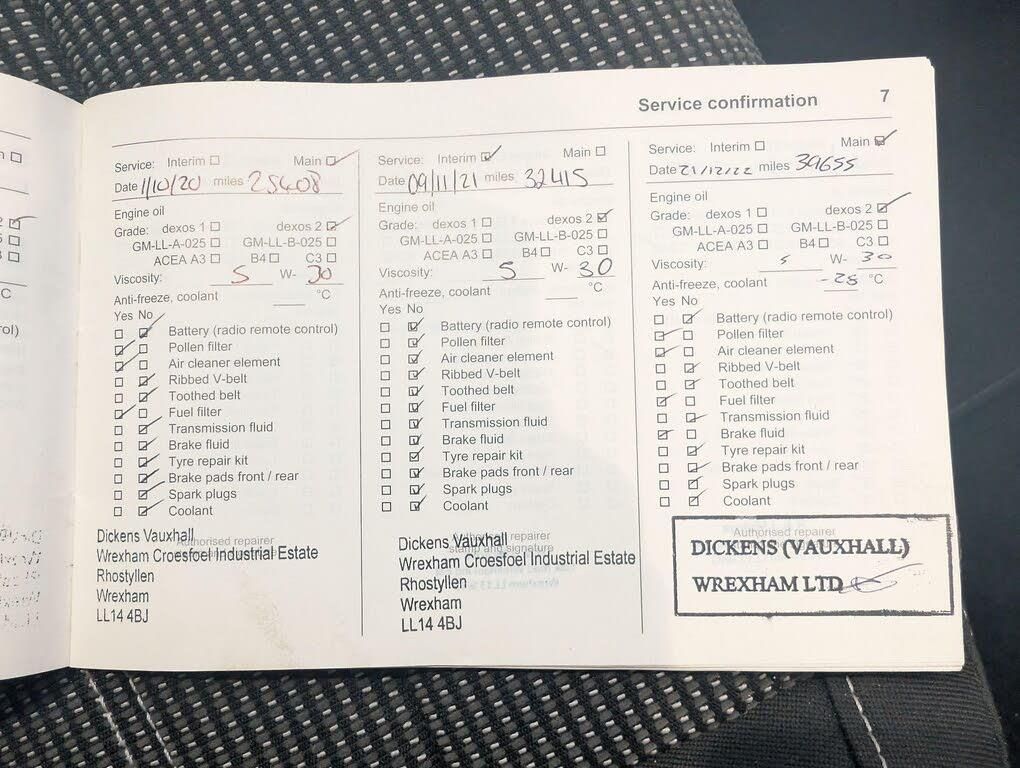 Service confirmation 7
Service: Interim ☐ Main ☑
Date 1/10/20 miles 25408
Engine oil
Grade: dexos 1 ☐ dexos 2 ☑
GM-LL-A-025 ☐ GM-LL-B-025 ☐
ACEA A3 ☐ B4 ☐ C3 ☐
Viscosity: 5 W- 30
Anti-freeze, coolant ___ °C
Yes No
☐ ☑ Battery (radio remote control)
☑ ☐ Pollen filter
☑ ☐ Air cleaner element
☐ ☑ Ribbed V-belt
☐ ☑ Toothed belt
☑ ☐ Fuel filter
☐ ☑ Transmission fluid
☐ ☑ Brake fluid
☐ ☑ Tyre repair kit
☐ ☑ Brake pads front / rear
☐ ☑ Spark plugs
☐ ☑ Coolant
Authorised repairer
Dickens Vauxhall
Wrexham Croesfoel Industrial Estate
Rhostyllen
Wrexham
LL14 4BJ
Service: Interim ☑ Main ☐
Date 09/11/21 miles 32415
Engine oil
Grade: dexos 1 ☐ dexos 2 ☑
GM-LL-A-025 ☐ GM-LL-B-025 ☐
ACEA A3 ☐ B4 ☐ C3 ☐
Viscosity: 5 W- 30
Anti-freeze, coolant ___ °C
Yes No
☐ ☑ Battery (radio remote control)
☐ ☑ Pollen filter
☐ ☑ Air cleaner element
☐ ☑ Ribbed V-belt
☐ ☑ Toothed belt
☐ ☑ Fuel filter
☐ ☑ Transmission fluid
☐ ☑ Brake fluid
☐ ☑ Tyre repair kit
☐ ☑ Brake pads front / rear
☐ ☑ Spark plugs
☐ ☑ Coolant
Authorised repairer
stamp and signature
Dickens Vauxhall
Wrexham Croesfoel Industrial Estate
Rhostyllen
Wrexham
LL14 4BJ
Service: Interim ☐ Main ☑
Date 21/12/22 miles 39655
Engine oil
Grade: dexos 1 ☐ dexos 2 ☑
GM-LL-A-025 ☐ GM-LL-B-025 ☐
ACEA A3 ☐ B4 ☐ C3 ☐
Viscosity: 5 W- 30
Anti-freeze, coolant -25 °C
Yes No
☐ ☑ Battery (radio remote control)
☑ ☐ Pollen filter
☑ ☐ Air cleaner element
☐ ☑ Ribbed V-belt
☐ ☑ Toothed belt
☑ ☐ Fuel filter
☐ ☑ Transmission fluid
☑ ☐ Brake fluid
☐ ☑ Tyre repair kit
☐ ☑ Brake pads front / rear
☐ ☑ Spark plugs
☐ ☑ Coolant
Authorised repairer
DICKENS (VAUXHALL)
WREXHAM LTD